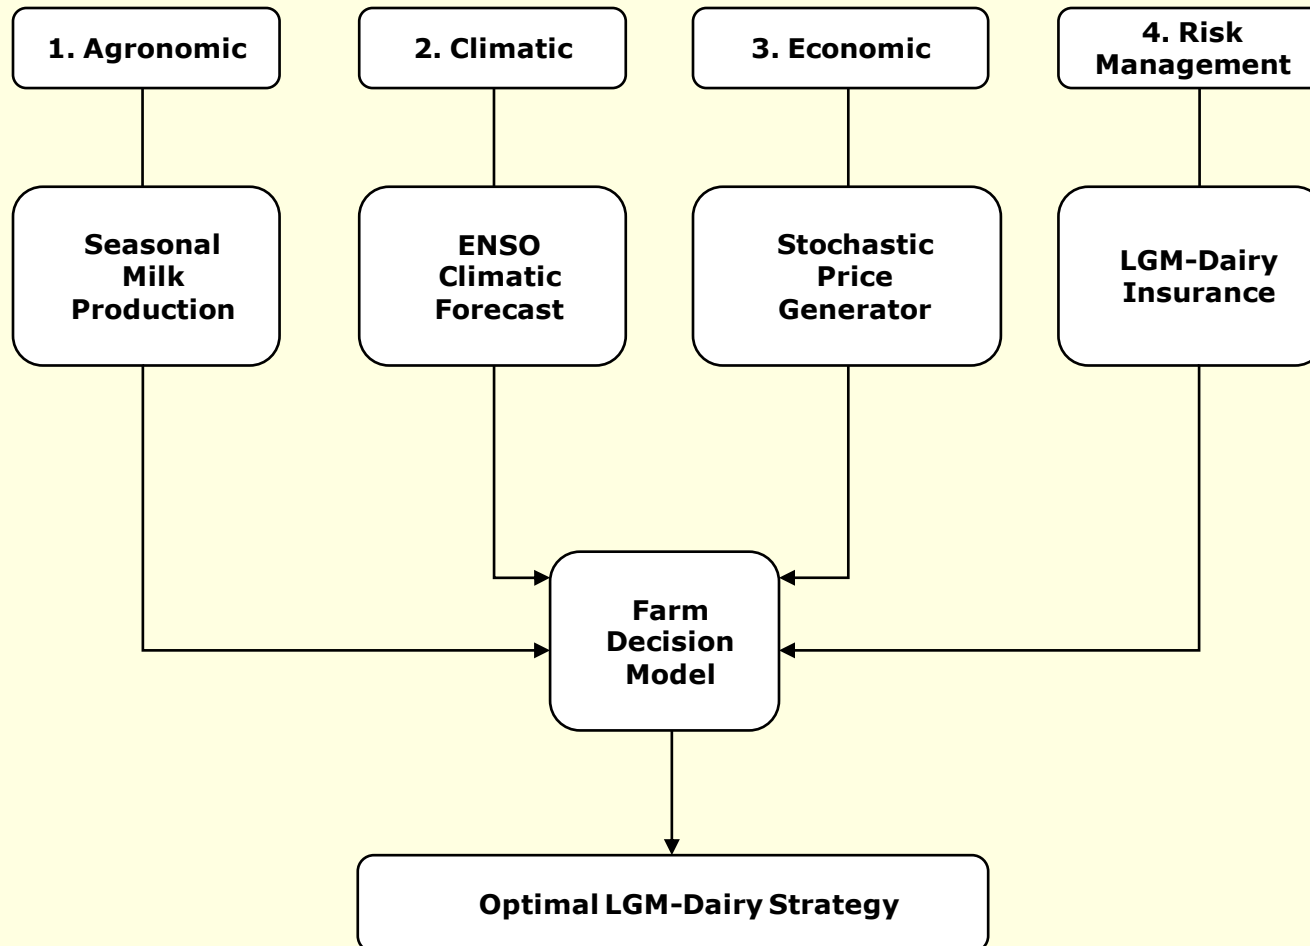 1. Agronomic
2. Climatic
3. Economic
4. Risk
Management
Seasonal
Milk
Production
ENSO
Climatic
Forecast
Stochastic
Price
Generator
LGM-Dairy
Insurance
Farm
Decision
Model
Optimal LGM-Dairy Strategy